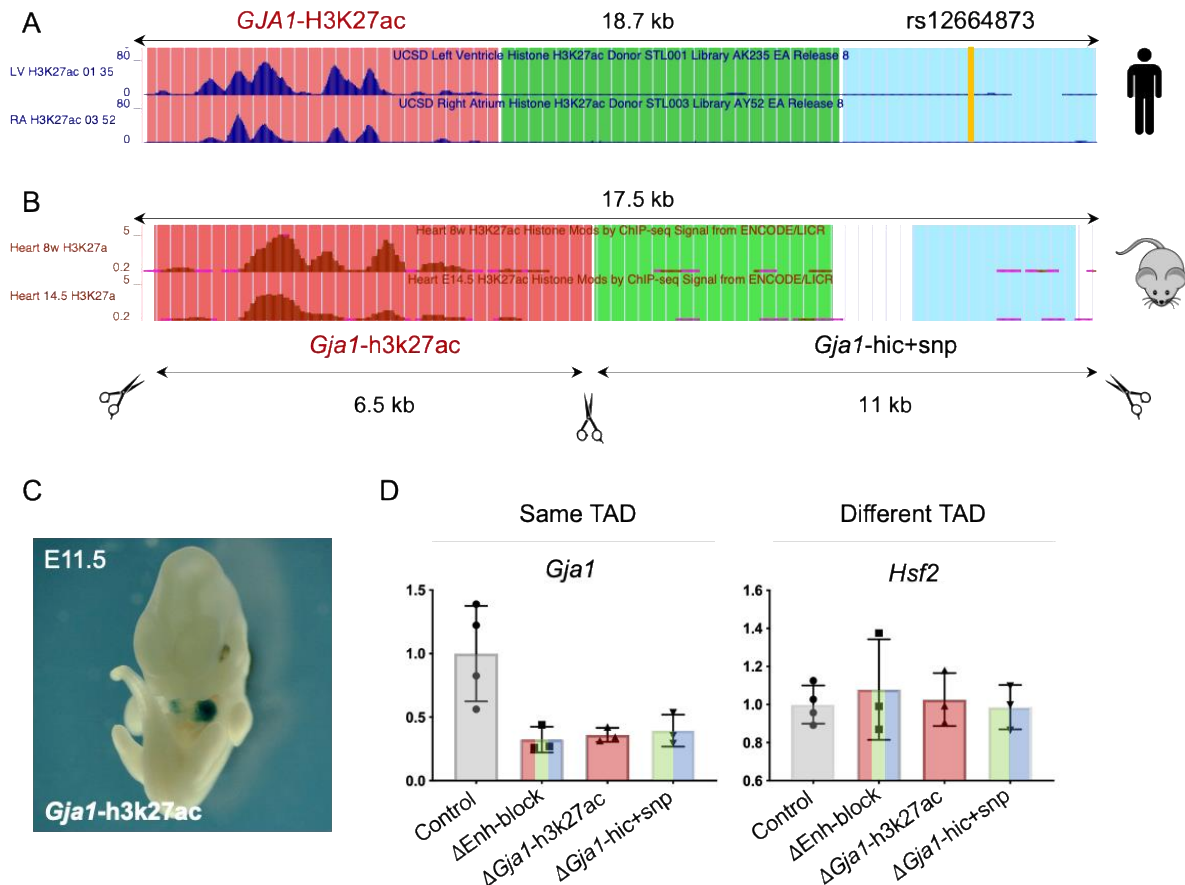 A
GJA1-H3K27ac
18.7 kb
rs12664873
80
UCSD Left Ventricle Histone H3K27ac Donor STL001 Library AK235 EA Release 8
LV H3K27ac 01 35
0
80
UCSD Right Atrium Histone H3K27ac Donor STL003 Library AY52 EA Release 8
RA H3K27ac 03 52
0
B
17.5 kb
5
Heart 8w H3K27ac Histone Mods by ChIP-seq Signal from ENCODE/LICR
Heart 8w H3K27a
0.2
5
Heart E14.5 H3K27ac Histone Mods by ChIP-seq Signal from ENCODE/LICR
Heart 14.5 H3K27a
0.2
Gja1-h3k27ac
Gja1-hic+snp
6.5 kb
11 kb
C
E11.5
Gja1-h3k27ac
D
Same TAD
Different TAD
Gja1
Hsf2
1.5
1.0
0.5
0.0
Control
ΔEnh-block
ΔGja1-h3k27ac
ΔGja1-hic+snp
1.6
1.4
1.2
1.0
0.8
0.6
Control
ΔEnh-block
ΔGja1-h3k27ac
ΔGja1-hic+snp